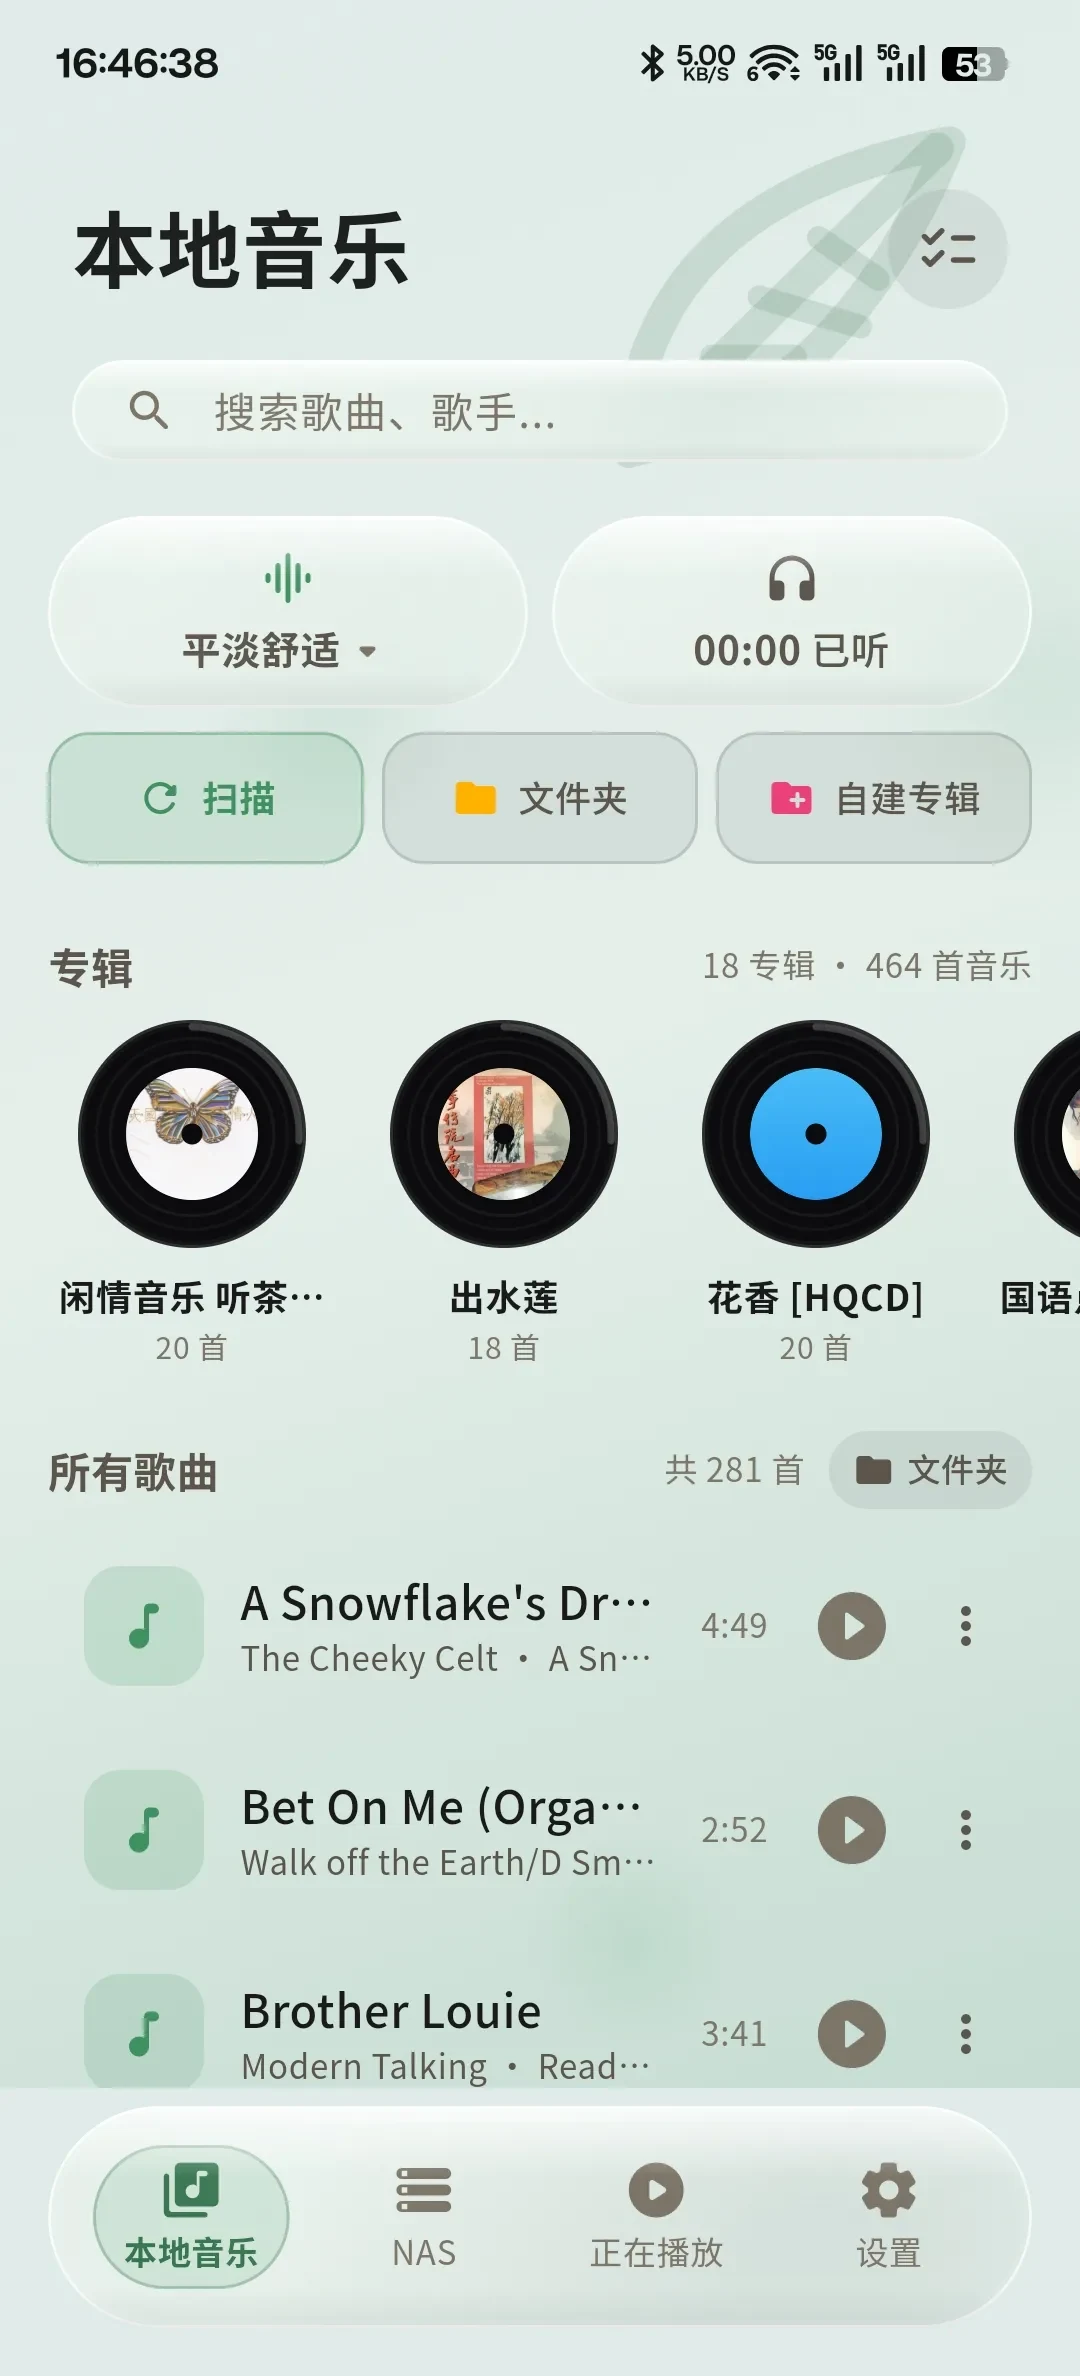 16:46:38
5.00 KB/S 6 5G 5G 53
本地音乐
搜索歌曲、歌手...
平淡舒适
00:00 已听
扫描
文件夹
自建专辑
专辑
18 专辑 • 464 首音乐
闲情音乐 听茶…
20 首
出水莲
18 首
花香 [HQCD]
20 首
国语
所有歌曲
共 281 首
文件夹
A Snowflake's Dr…
4:49
The Cheeky Celt • A Sn…
Bet On Me (Orga…
2:52
Walk off the Earth/D Sm…
Brother Louie
3:41
Modern Talking • Read…
本地音乐
NAS
正在播放
设置